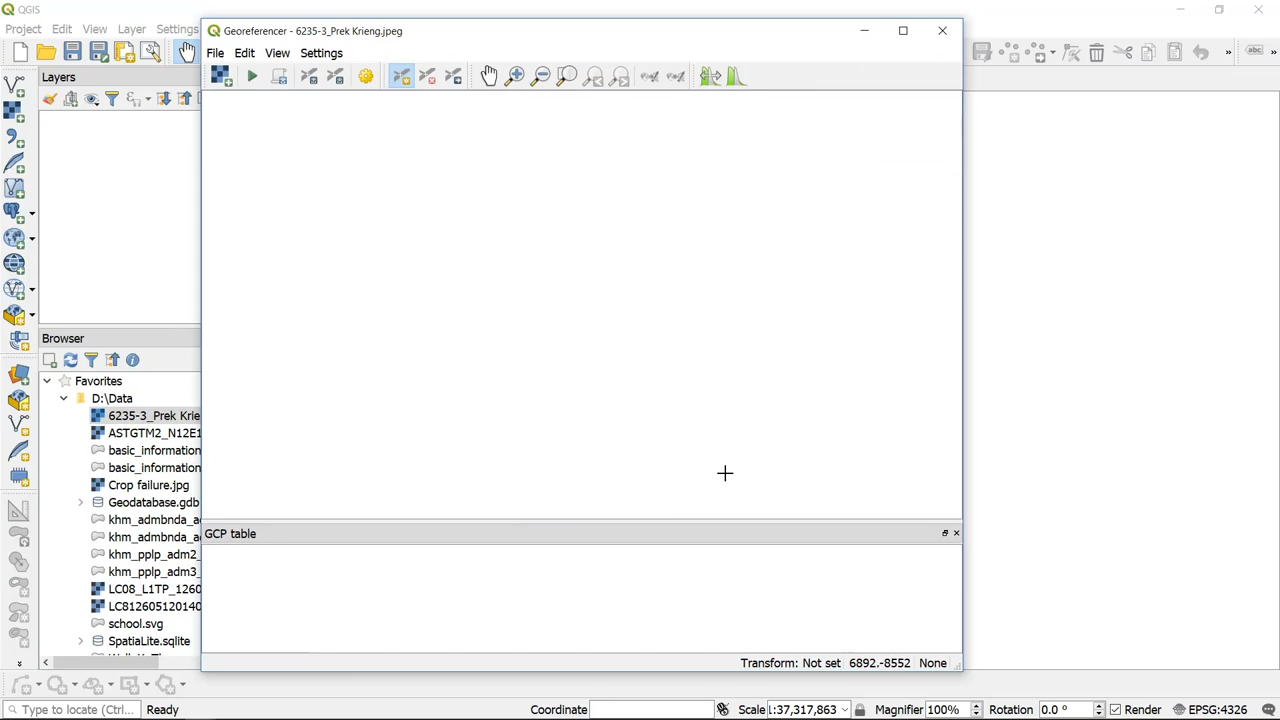 QGIS
Project Edit View Layer Settings
Georeferencer - 6235-3_Prek Krieng.jpeg
File Edit View Settings
abc
Layers
Browser
Favorites
D:\Data
6235-3_Prek Krie
ASTGTM2_N12E1
basic_information
basic_information
Crop failure.jpg
Geodatabase.gdb
khm_admbnda_a
khm_admbnda_a
khm_pplp_adm2_
khm_pplp_adm3_
LC08_L1TP_1260
LC812605120140
school.svg
SpatiaLite.sqlite
GCP table
Transform: Not set 6892.-8552 None
Type to locate (Ctrl... Ready Coordinate Scale 1:37,317,863 Magnifier 100% Rotation 0.0 ° Render EPSG:4326